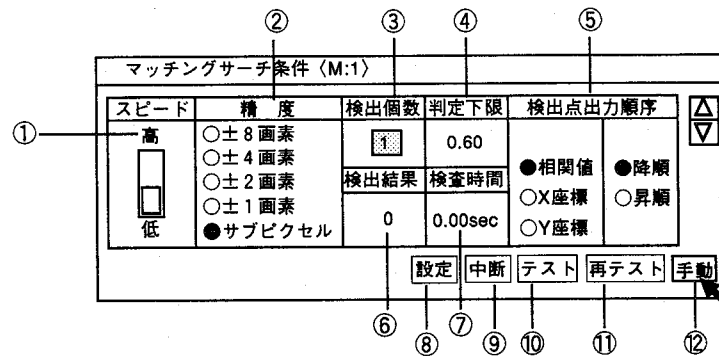 ② ③ ④ ⑤
マッチングサーチ条件〈M:1〉
スピード 精 度 検出個数 判定下限 検出点出力順序 △
① 高 ○±8画素 1 0.60 ▽
○±4画素 ●相関値 ●降順
○±2画素 検出結果 検査時間 ○X座標 ○昇順
○±1画素 0 0.00sec ○Y座標
低 ●サブピクセル
設定 中断 テスト 再テスト 手動
⑥ ⑦ ⑧ ⑨ ⑩ ⑪ ⑫